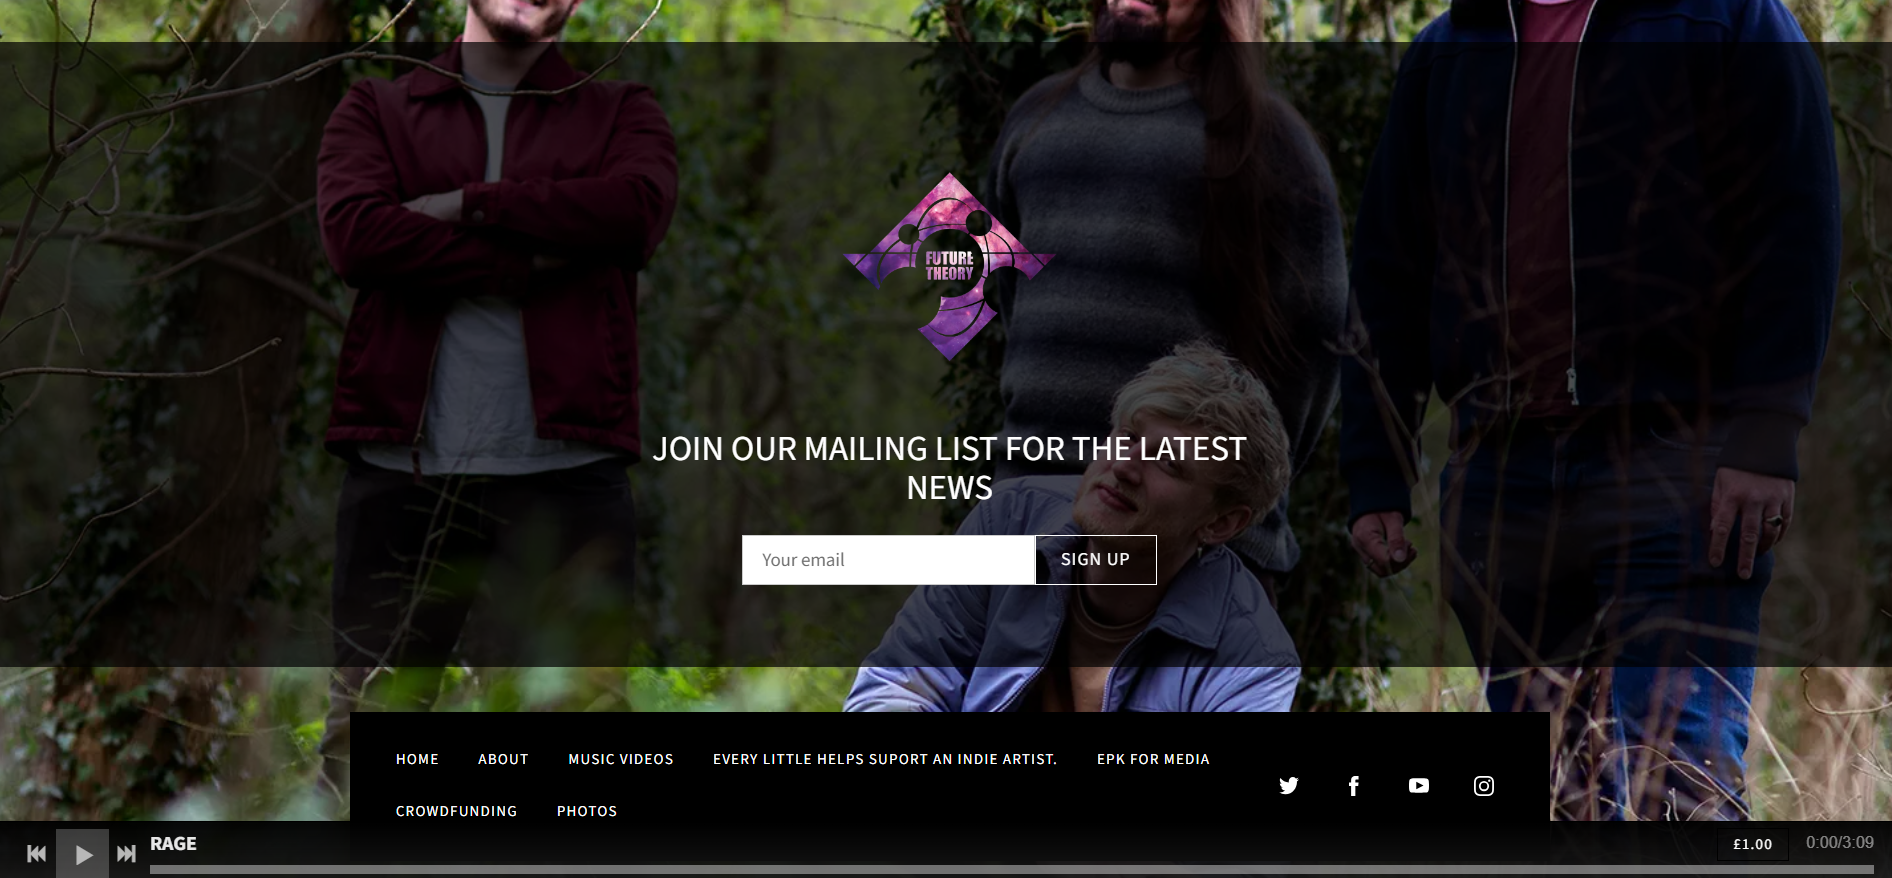 FUTURE
THEORY
JOIN OUR MAILING LIST FOR THE LATEST
NEWS
Your email
SIGN UP
HOME ABOUT MUSIC VIDEOS EVERY LITTLE HELPS SUPORT AN INDIE ARTIST. EPK FOR MEDIA
CROWDFUNDING PHOTOS
RAGE
£1.00
0:00/3:09